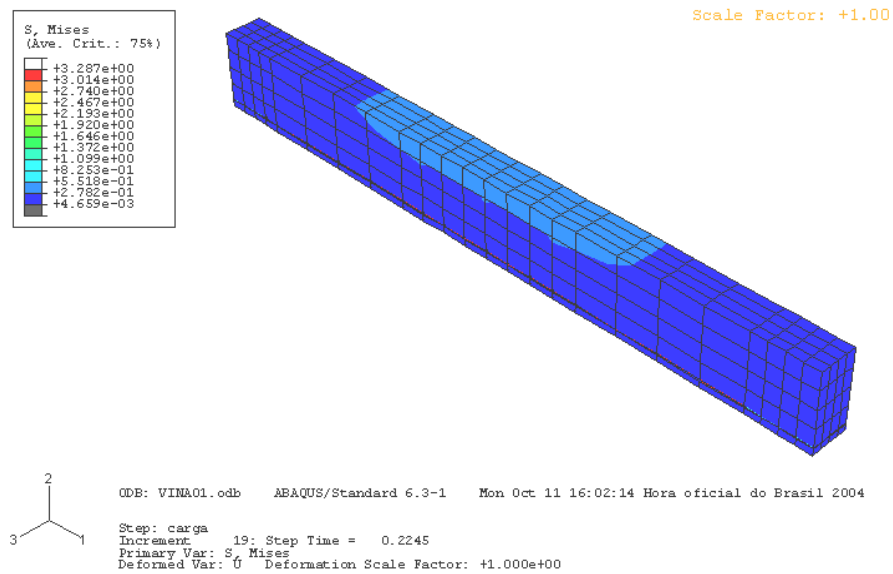 Scale Factor: +1.00
S, Mises
(Ave. Crit.: 75%)
+3.287e+00
+3.014e+00
+2.740e+00
+2.467e+00
+2.193e+00
+1.920e+00
+1.646e+00
+1.372e+00
+1.099e+00
+8.253e-01
+5.518e-01
+2.782e-01
+4.659e-03
2
3
1
ODB: VINA01.odb ABAQUS/Standard 6.3-1 Mon Oct 11 16:02:14 Hora oficial do Brasil 2004
Step: carga
Increment 19: Step Time = 0.2245
Primary Var: S, Mises
Deformed Var: U Deformation Scale Factor: +1.000e+00